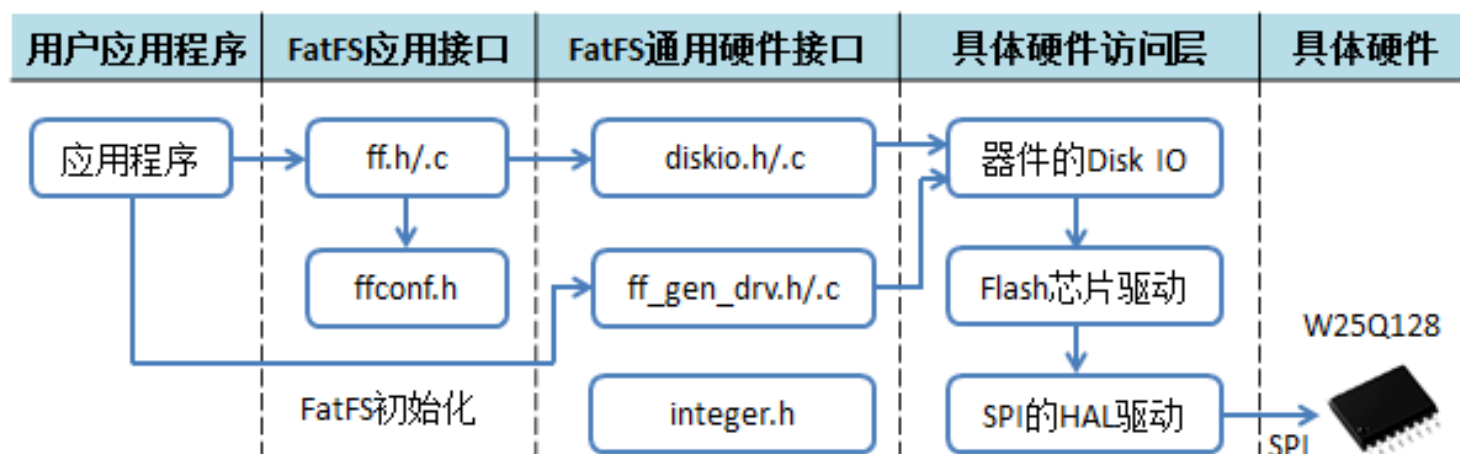 用户应用程序 FatFS应用接口 FatFS通用硬件接口 具体硬件访问层 具体硬件
应用程序 ff.h/.c diskio.h/.c 器件的Disk IO
ffconf.h ff_gen_drv.h/.c Flash芯片驱动
W25Q128
FatFS初始化 integer.h SPI的HAL驱动
SPI